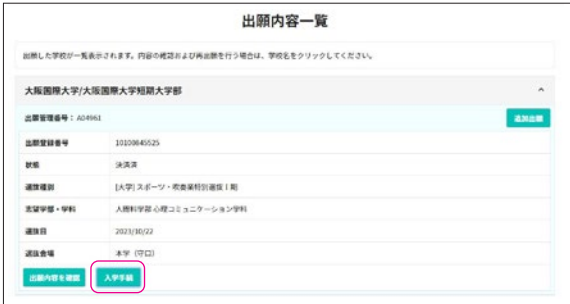 出願内容一覧
出願した学校が一覧表示されます。内容の確認および再出願を行う場合は、学校名をクリックしてください。
大阪国際大学/大阪国際大学短期大学部
出願管理番号：A04961
追加出願
出願登録番号 10100845525
状態 決済済
選抜種別 [大学] スポーツ・吹奏楽特別選抜Ⅰ期
志望学部・学科 人間科学部 心理コミュニケーション学科
選抜日 2023/10/22
選抜会場 本学（守口）
出願内容を確認 入学手続